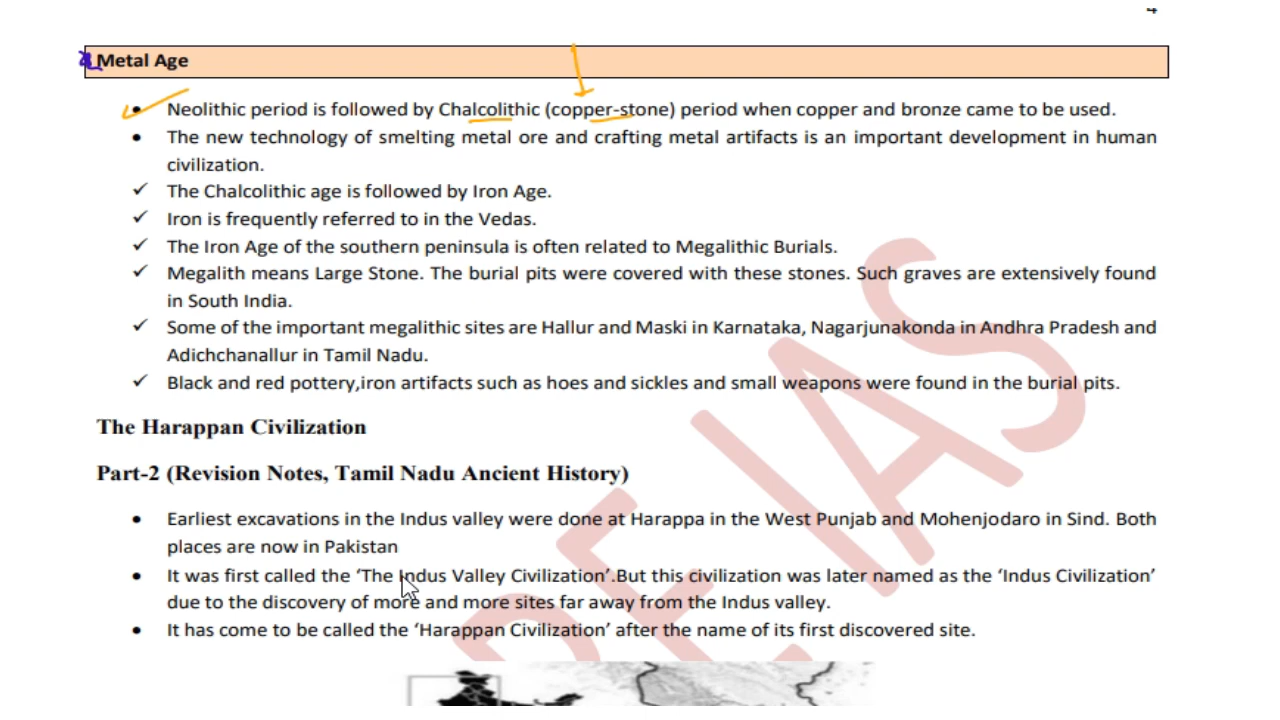 4
Metal Age
• Neolithic period is followed by Chalcolithic (copper-stone) period when copper and bronze came to be used.
• The new technology of smelting metal ore and crafting metal artifacts is an important development in human
civilization.
✓ The Chalcolithic age is followed by Iron Age.
✓ Iron is frequently referred to in the Vedas.
✓ The Iron Age of the southern peninsula is often related to Megalithic Burials.
✓ Megalith means Large Stone. The burial pits were covered with these stones. Such graves are extensively found
in South India.
✓ Some of the important megalithic sites are Hallur and Maski in Karnataka, Nagarjunakonda in Andhra Pradesh and
Adichchanallur in Tamil Nadu.
✓ Black and red pottery,iron artifacts such as hoes and sickles and small weapons were found in the burial pits.
The Harappan Civilization
Part-2 (Revision Notes, Tamil Nadu Ancient History)
• Earliest excavations in the Indus valley were done at Harappa in the West Punjab and Mohenjodaro in Sind. Both
places are now in Pakistan
• It was first called the ‘The Indus Valley Civilization’.But this civilization was later named as the ‘Indus Civilization’
due to the discovery of more and more sites far away from the Indus valley.
• It has come to be called the ‘Harappan Civilization’ after the name of its first discovered site.
IAS